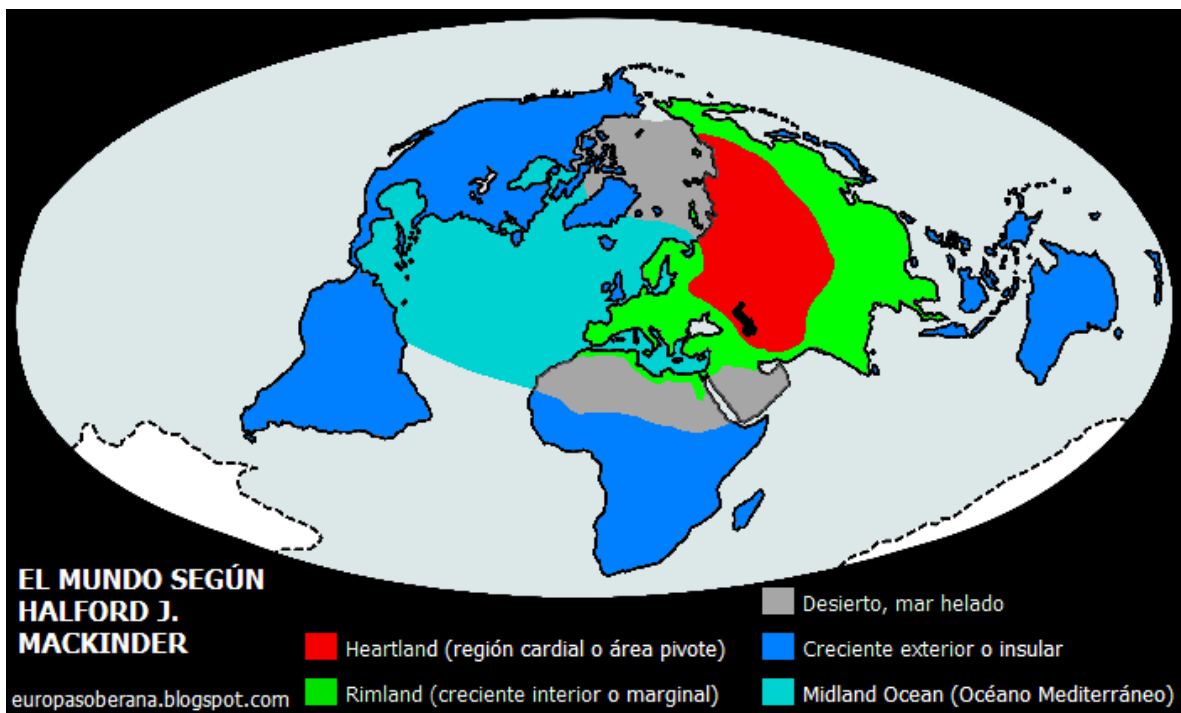 EL MUNDO SEGÚN
HALFORD J.
MACKINDER
europasoberana.blogspot.com
Heartland (región cardial o área pivote)
Rimland (creciente interior o marginal)
Desierto, mar helado
Creciente exterior o insular
Midland Ocean (Océano Mediterráneo)